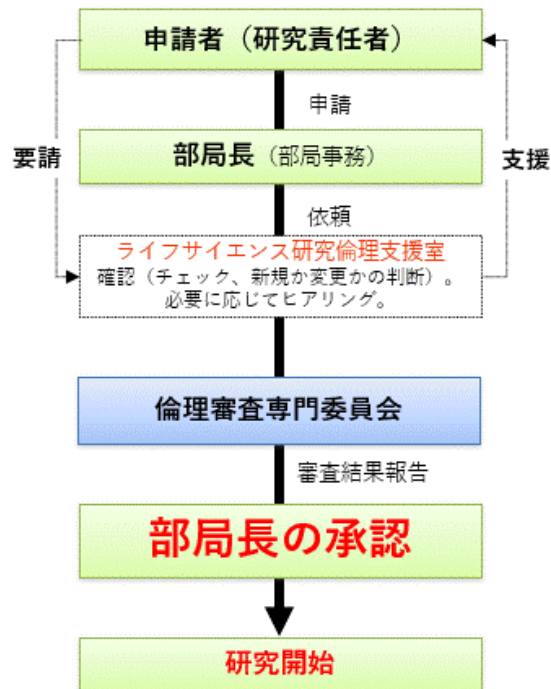 申請者（研究責任者）
申請
要請
支援
部局長（部局事務）
依頼
ライフサイエンス研究倫理支援室
確認（チェック、新規か変更かの判断）。
必要に応じてヒアリング。
倫理審査専門委員会
審査結果報告
部局長の承認
研究開始